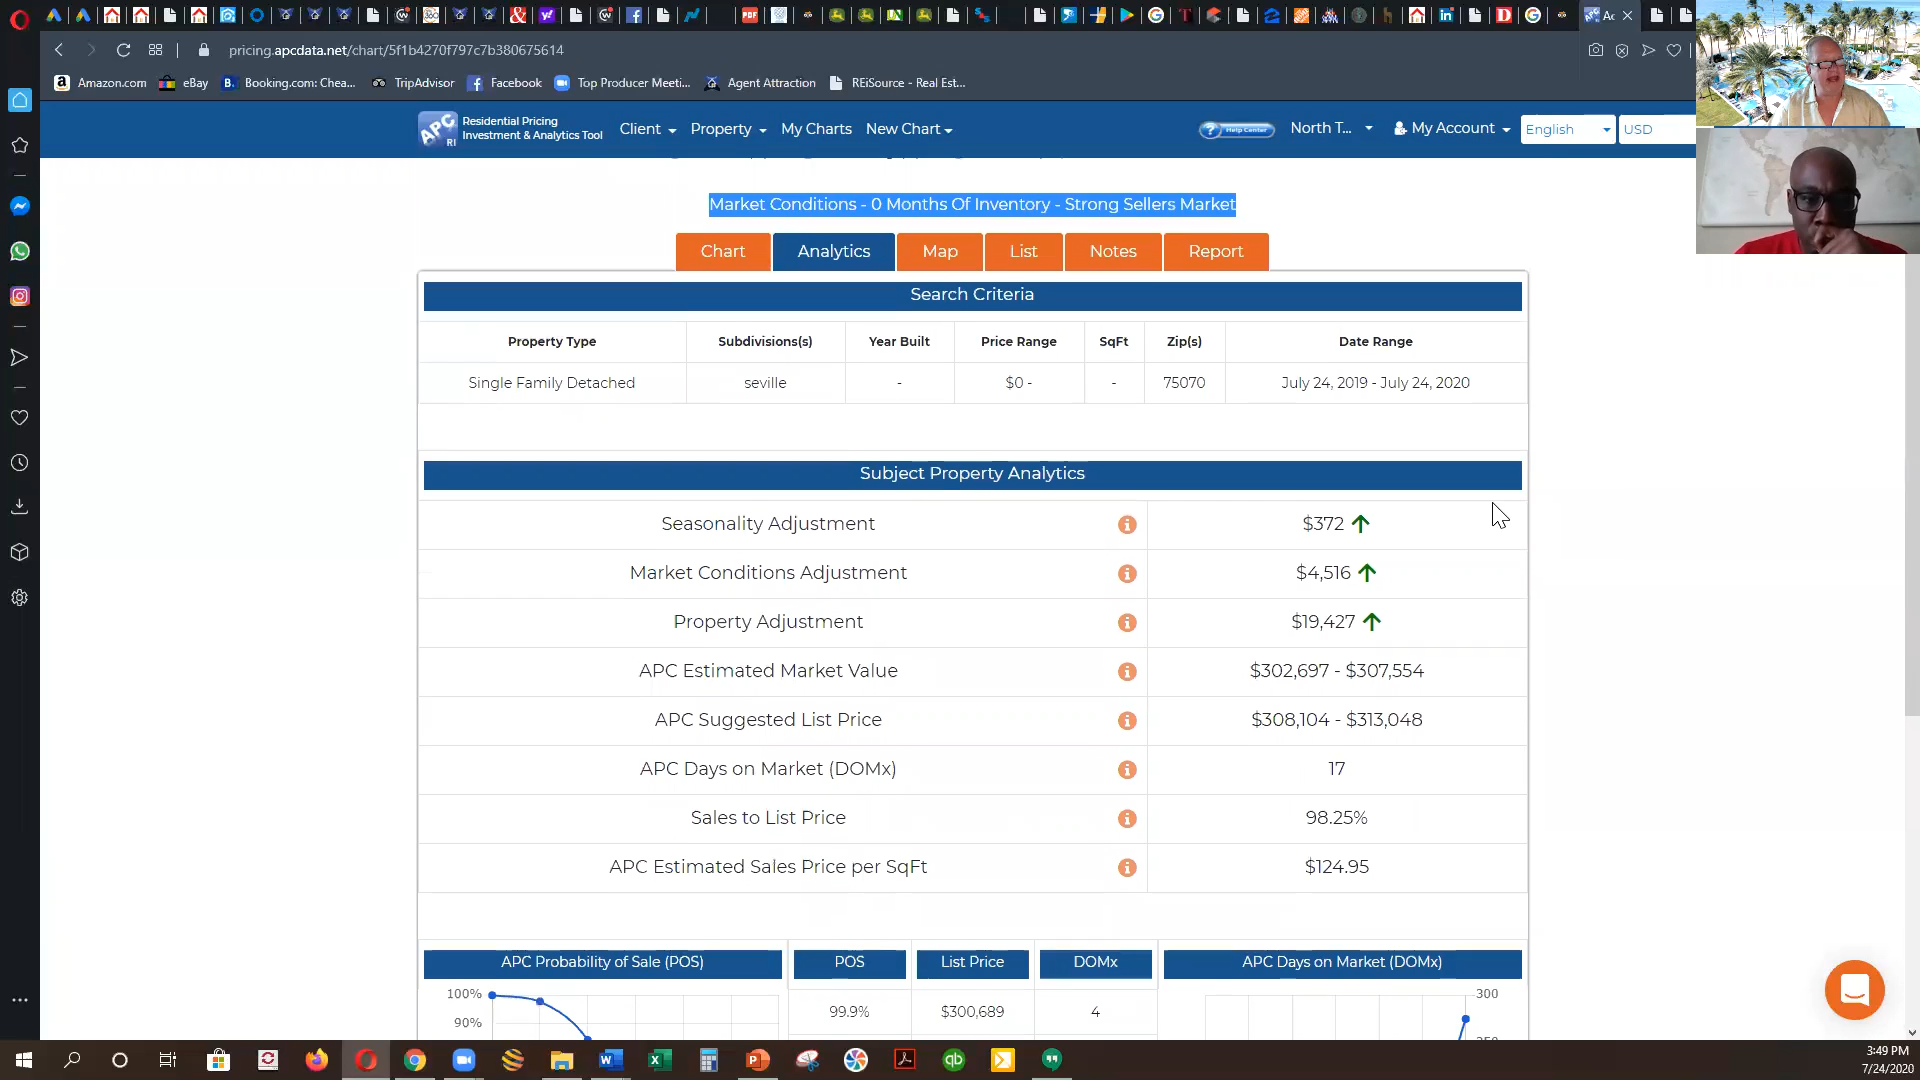 pricing.apcdata.net/chart/5f1b4270f797c7b380675614
Amazon.com eBay Booking.com: Chea... TripAdvisor Facebook Top Producer Meeti... Agent Attraction REiSource - Real Est...
APC RI
Residential Pricing
Investment & Analytics Tool
Client Property My Charts New Chart Help Center North T... My Account English USD
Market Conditions - 0 Months Of Inventory - Strong Sellers Market
Chart Analytics Map List Notes Report
Search Criteria
Property Type Subdivisions(s) Year Built Price Range SqFt Zip(s) Date Range
Single Family Detached seville - $0 - - 75070 July 24, 2019 - July 24, 2020
Subject Property Analytics
Seasonality Adjustment $372
Market Conditions Adjustment $4,516
Property Adjustment $19,427
APC Estimated Market Value $302,697 - $307,554
APC Suggested List Price $308,104 - $313,048
APC Days on Market (DOMx) 17
Sales to List Price 98.25%
APC Estimated Sales Price per SqFt $124.95
APC Probability of Sale (POS) POS List Price DOMx APC Days on Market (DOMx)
100% 300
99.9% $300,689 4
90%
3:49 PM
7/24/2020